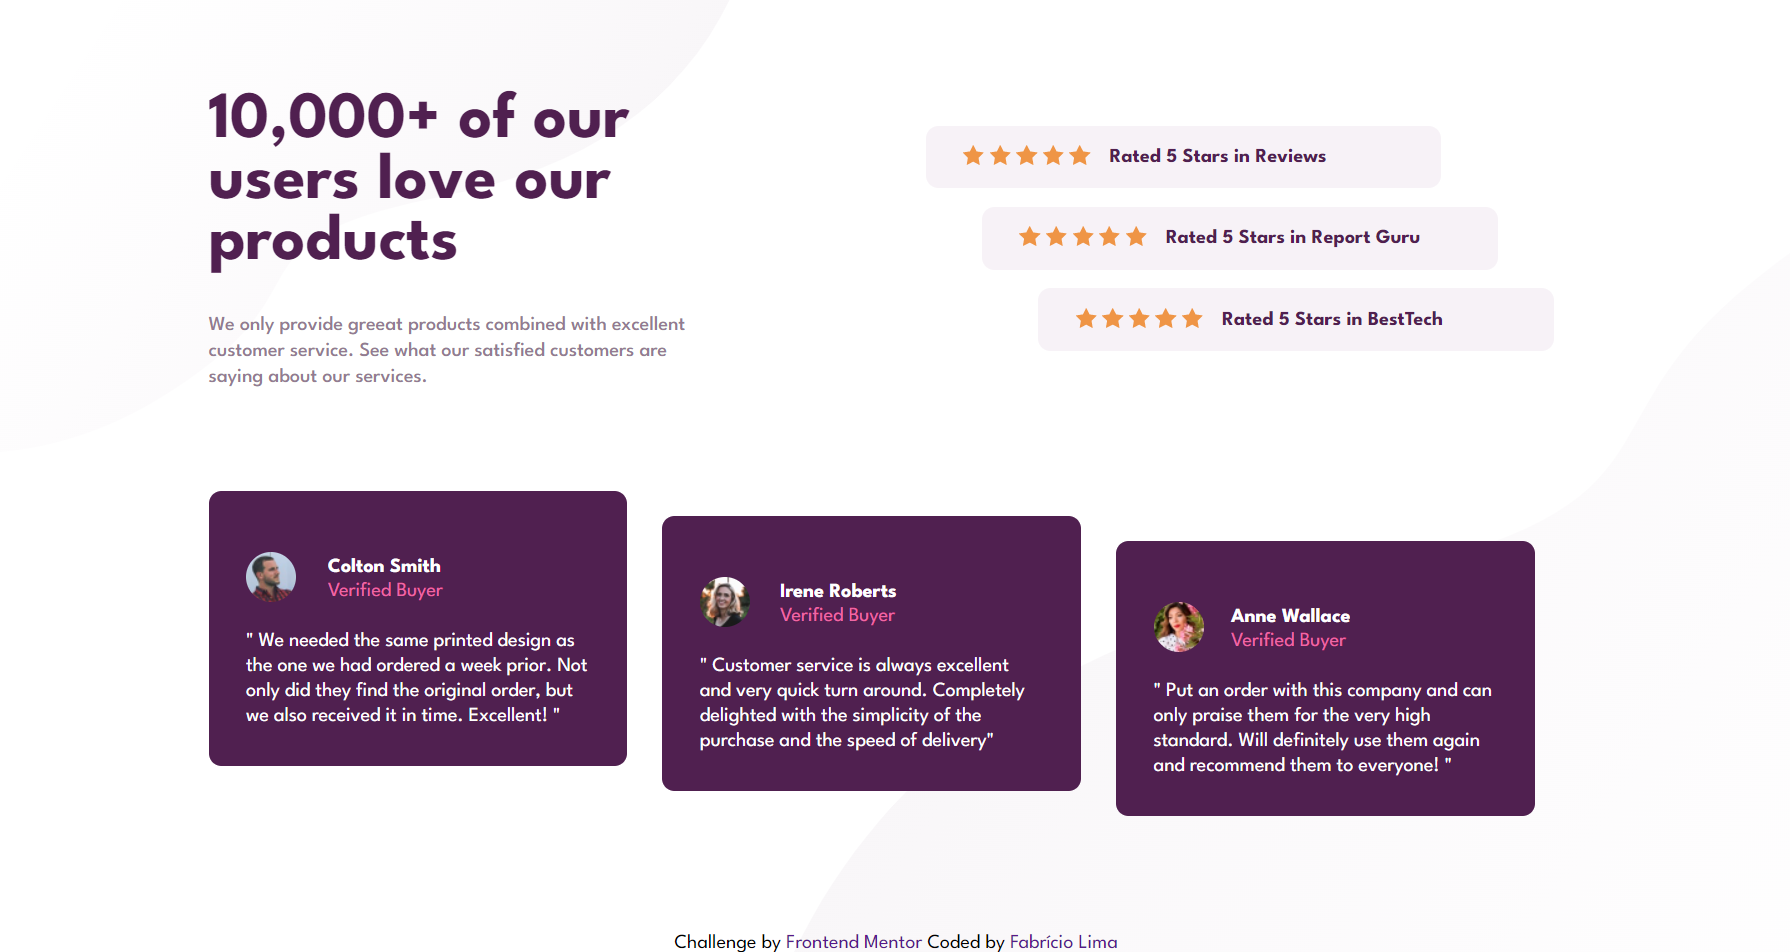 10,000+ of our
users love our
products
We only provide greeat products combined with excellent
customer service. See what our satisfied customers are
saying about our services.
Rated 5 Stars in Reviews
Rated 5 Stars in Report Guru
Rated 5 Stars in BestTech
Colton Smith
Verified Buyer
" We needed the same printed design as
the one we had ordered a week prior. Not
only did they find the original order, but
we also received it in time. Excellent! "
Irene Roberts
Verified Buyer
" Customer service is always excellent
and very quick turn around. Completely
delighted with the simplicity of the
purchase and the speed of delivery"
Anne Wallace
Verified Buyer
" Put an order with this company and can
only praise them for the very high
standard. Will definitely use them again
and recommend them to everyone! "
Challenge by Frontend Mentor Coded by Fabrício Lima